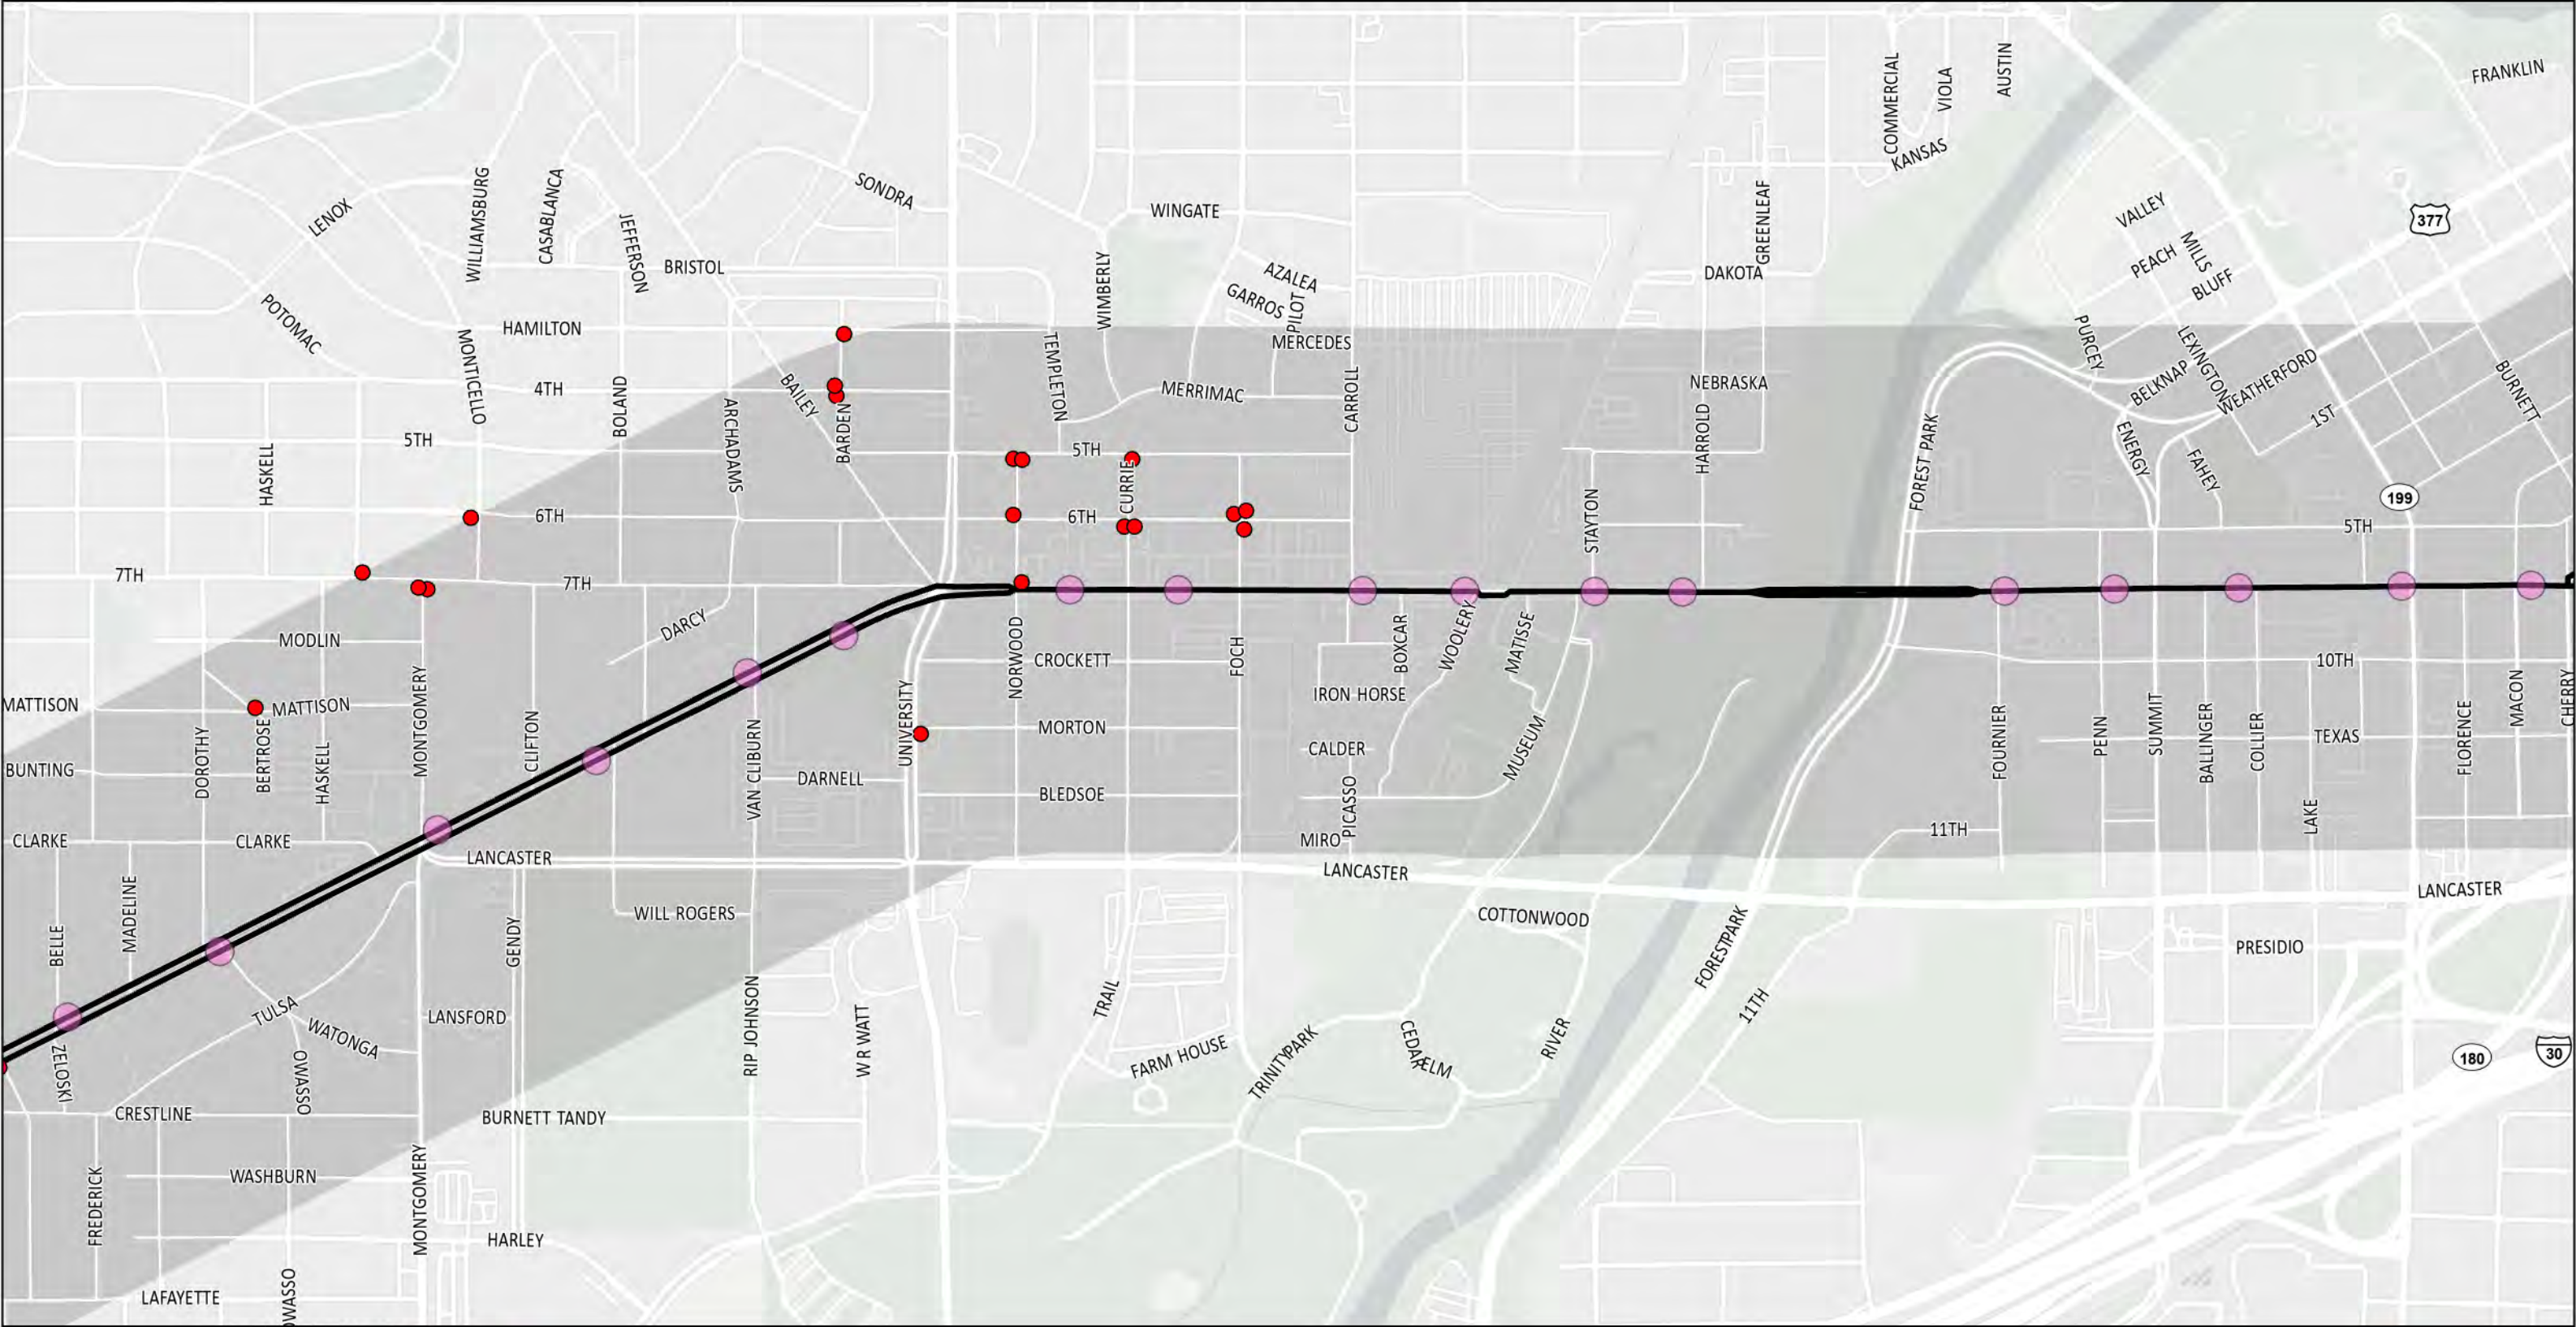 FRANKLIN
COMMERCIAL
VIOLA
AUSTIN
KANSAS
SONDRA
LENOX
WILLIAMSBURG
CASABLANCA
JEFFERSON
WINGATE
GREENLEAF
VALLEY
377
BRISTOL
WIMBERLY
AZALEA
GARROS
PILOT
DAKOTA
PEACH
MILLS
BLUFF
POTOMAC
HAMILTON
MONTICELLO
TEMPLETON
MERCEDES
PURCEY
LEXINGTON
4TH
BOLAND
BAILEY
BARDEN
ARCHADAMS
MERRIMAC
CARROLL
NEBRASKA
HARROLD
BELKNAP
WEATHERFORD
1ST
BURNETT
5TH
HASKELL
5TH
CURRIE
FOREST PARK
ENERGY
FAHEY
199
6TH
6TH
STAYTON
5TH
7TH
7TH
MODLIN
DARCY
NORWOOD
CROCKETT
FOCH
BOXCAR
WOOLERY
MATISSE
10TH
MATTISON
MATTISON
MONTGOMERY
IRON HORSE
MACON
CHERRY
DOROTHY
BERTROSE
HASKELL
CLIFTON
VAN CLIBURN
UNIVERSITY
MORTON
CALDER
MUSEUM
FOURNIER
PENN
SUMMIT
BALLINGER
COLLIER
TEXAS
FLORENCE
BUNTING
DARNELL
BLEDSOE
PICASSO
LAKE
CLARKE
CLARKE
LANCASTER
MIRO
11TH
LANCASTER
LANCASTER
BELLE
MADELINE
GENDY
WILL ROGERS
COTTONWOOD
FOREST PARK
PRESIDIO
TULSA
WATONGA
LANSFORD
RIP JOHNSON
W R WATT
TRAIL
FARM HOUSE
TRINITY PARK
CEDAR ELM
RIVER
11TH
180
30
ZELOSKI
OWASSO
CRESTLINE
BURNETT TANDY
FREDERICK
WASHBURN
MONTGOMERY
HARLEY
LAFAYETTE
OWASSO